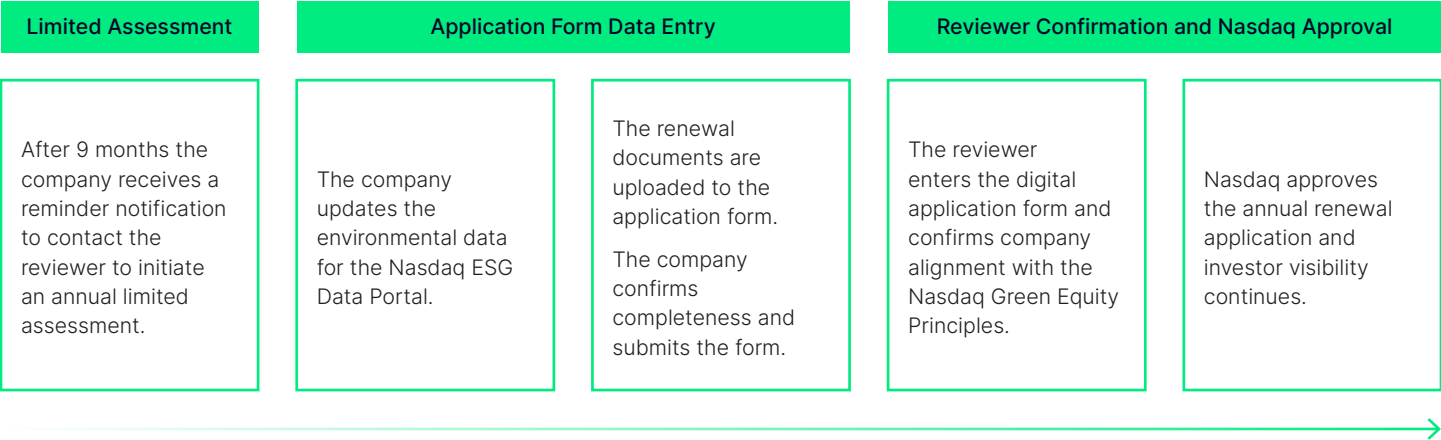 Limited Assessment
Application Form Data Entry
Reviewer Confirmation and Nasdaq Approval
After 9 months the
company receives a
reminder notification
to contact the
reviewer to initiate
an annual limited
assessment.
The company
updates the
environmental data
for the Nasdaq ESG
Data Portal.
The renewal
documents are
uploaded to the
application form.
The company
confirms
completeness and
submits the form.
The reviewer
enters the digital
application form and
confirms company
alignment with the
Nasdaq Green Equity
Principles.
Nasdaq approves
the annual renewal
application and
investor visibility
continues.